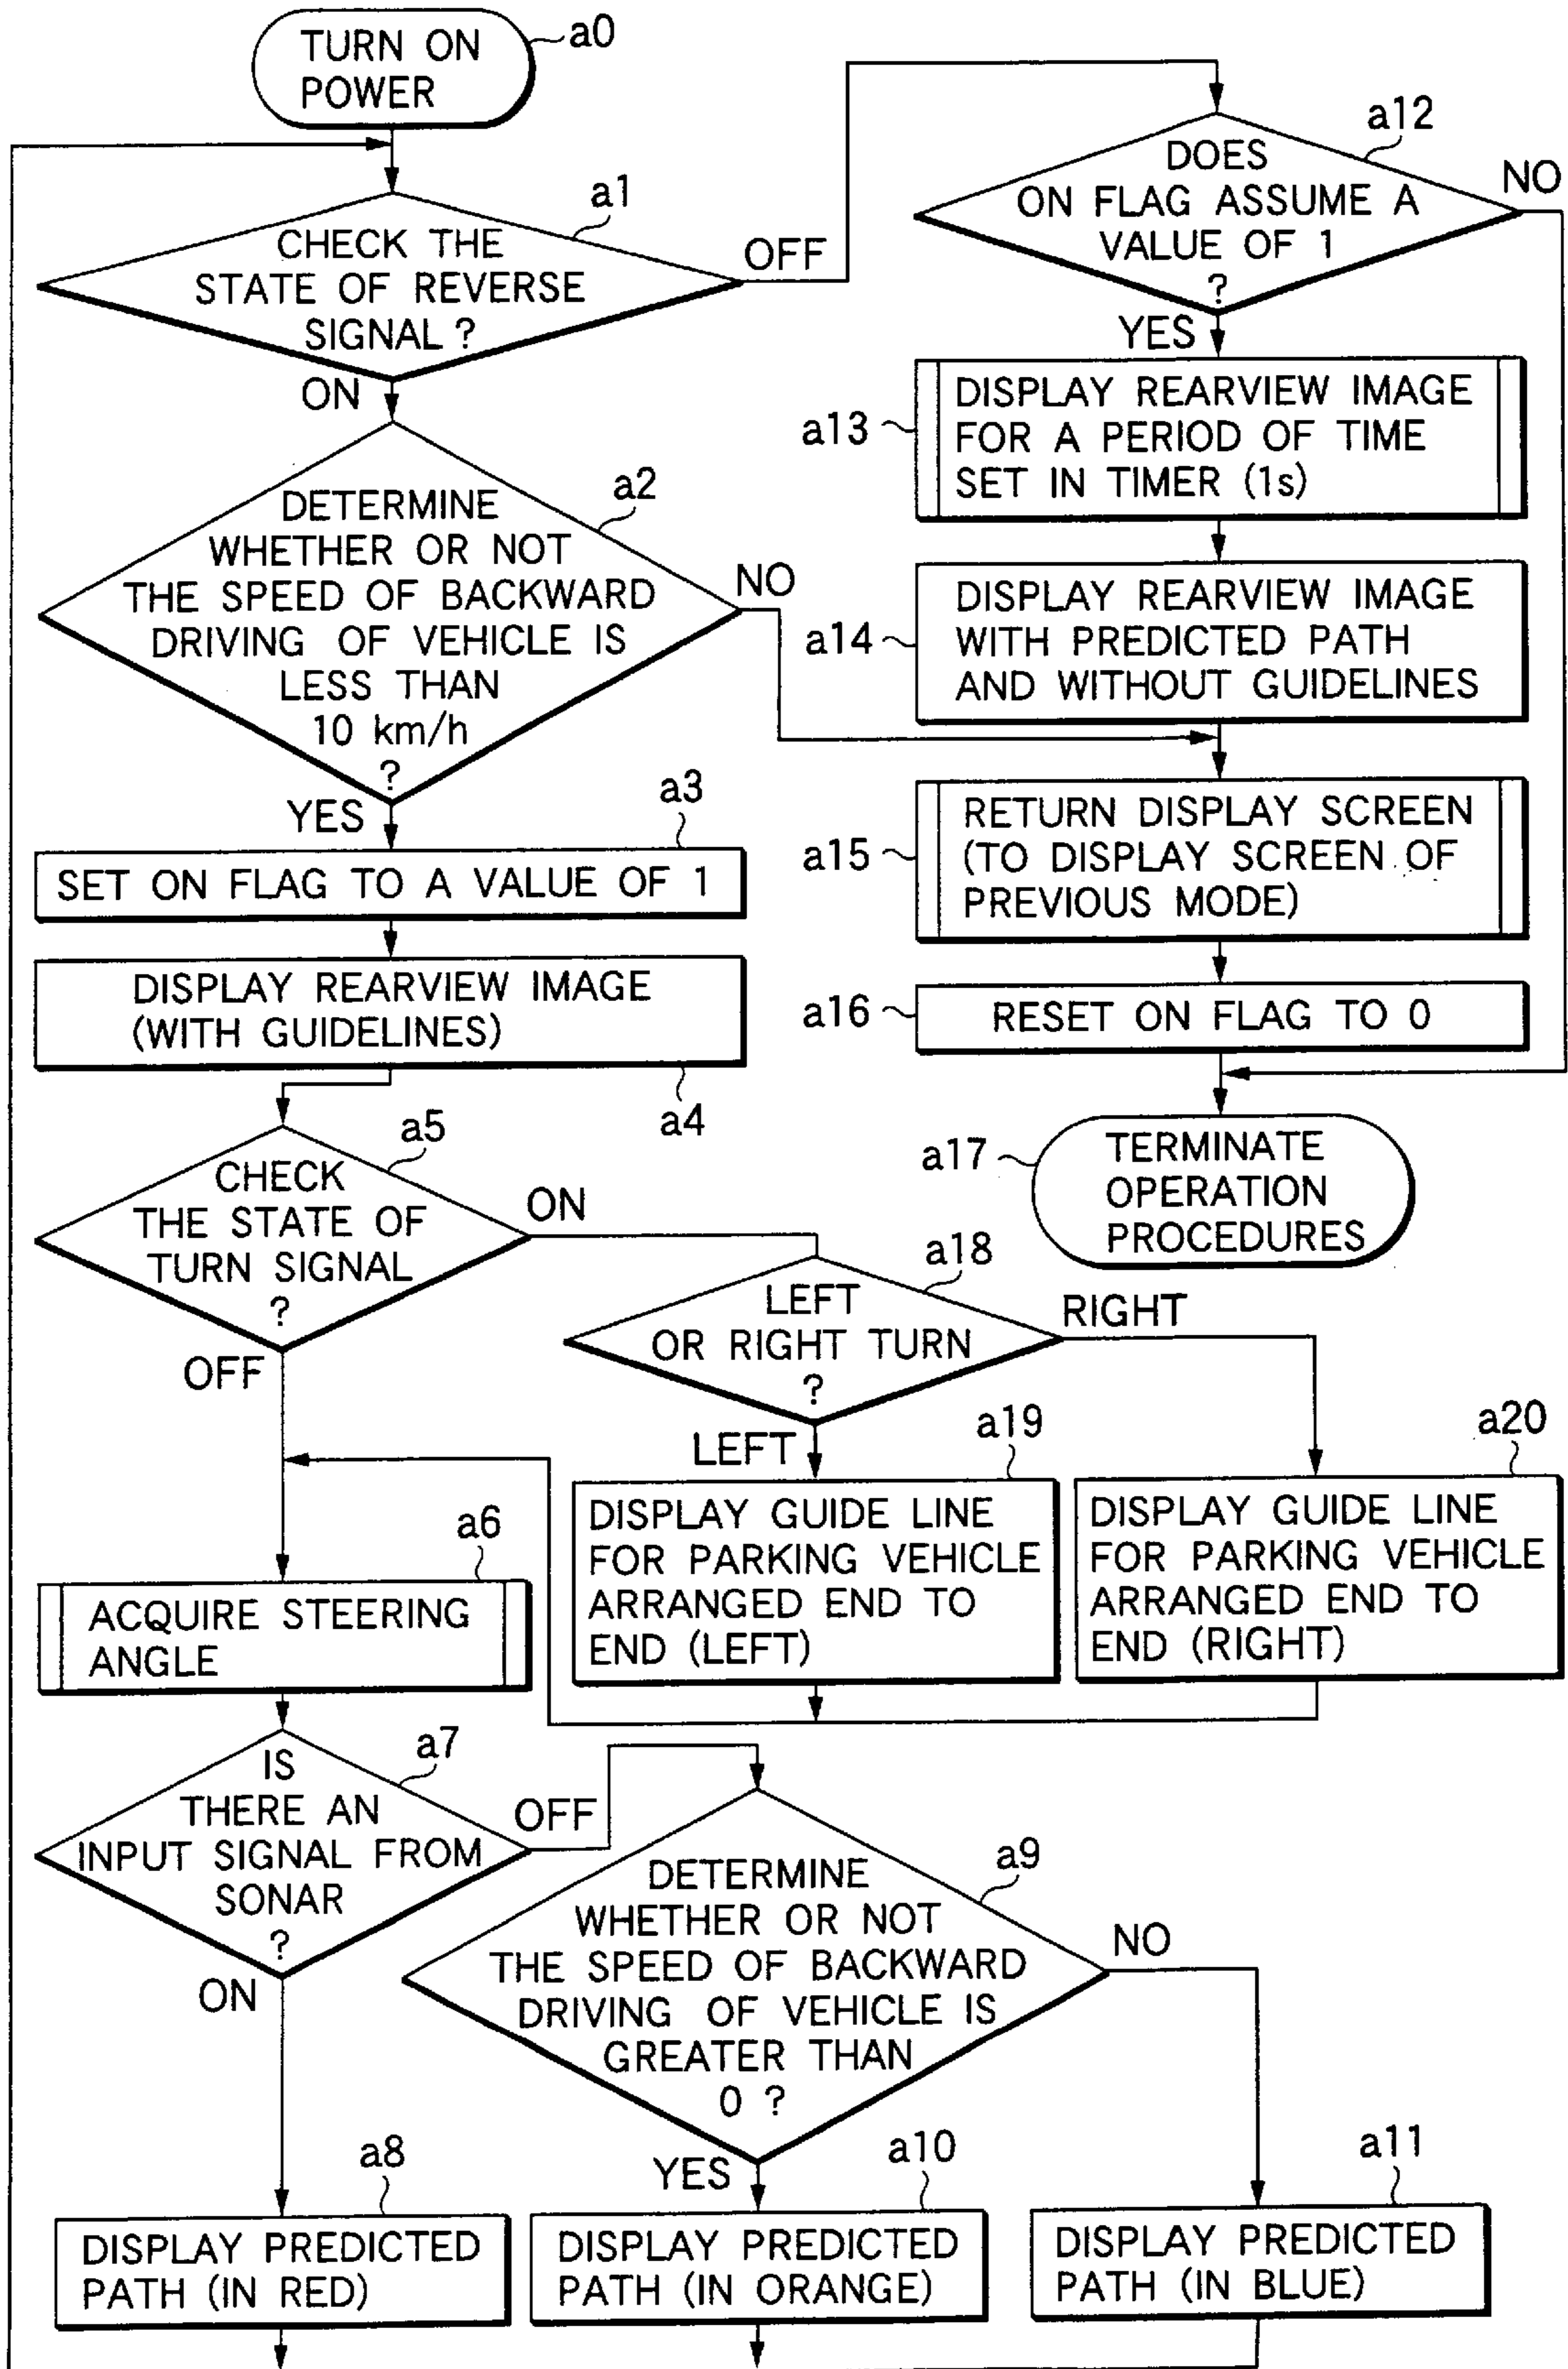 TURN ON
POWER
a0
a1
CHECK THE
STATE OF REVERSE
SIGNAL ?
OFF
ON
a2
DETERMINE
WHETHER OR NOT
THE SPEED OF BACKWARD
DRIVING OF VEHICLE IS
LESS THAN
10 km/h
?
NO
YES
a3
SET ON FLAG TO A VALUE OF 1
DISPLAY REARVIEW IMAGE
(WITH GUIDELINES)
a4
a12
DOES
ON FLAG ASSUME A
VALUE OF 1
?
NO
YES
a13
DISPLAY REARVIEW IMAGE
FOR A PERIOD OF TIME
SET IN TIMER (1s)
a14
DISPLAY REARVIEW IMAGE
WITH PREDICTED PATH
AND WITHOUT GUIDELINES
a15
RETURN DISPLAY SCREEN
(TO DISPLAY SCREEN OF
PREVIOUS MODE)
a16
RESET ON FLAG TO 0
a17
TERMINATE
OPERATION
PROCEDURES
a5
CHECK
THE STATE OF
TURN SIGNAL
?
ON
OFF
a18
LEFT
OR RIGHT TURN
?
RIGHT
LEFT
a19
DISPLAY GUIDE LINE
FOR PARKING VEHICLE
ARRANGED END TO
END (LEFT)
a20
DISPLAY GUIDE LINE
FOR PARKING VEHICLE
ARRANGED END TO
END (RIGHT)
a6
ACQUIRE STEERING
ANGLE
a7
IS
THERE AN
INPUT SIGNAL FROM
SONAR
?
OFF
ON
a9
DETERMINE
WHETHER OR NOT
THE SPEED OF BACKWARD
DRIVING OF VEHICLE IS
GREATER THAN
0 ?
NO
YES
a8
DISPLAY PREDICTED
PATH (IN RED)
a10
DISPLAY PREDICTED
PATH (IN ORANGE)
a11
DISPLAY PREDICTED
PATH (IN BLUE)